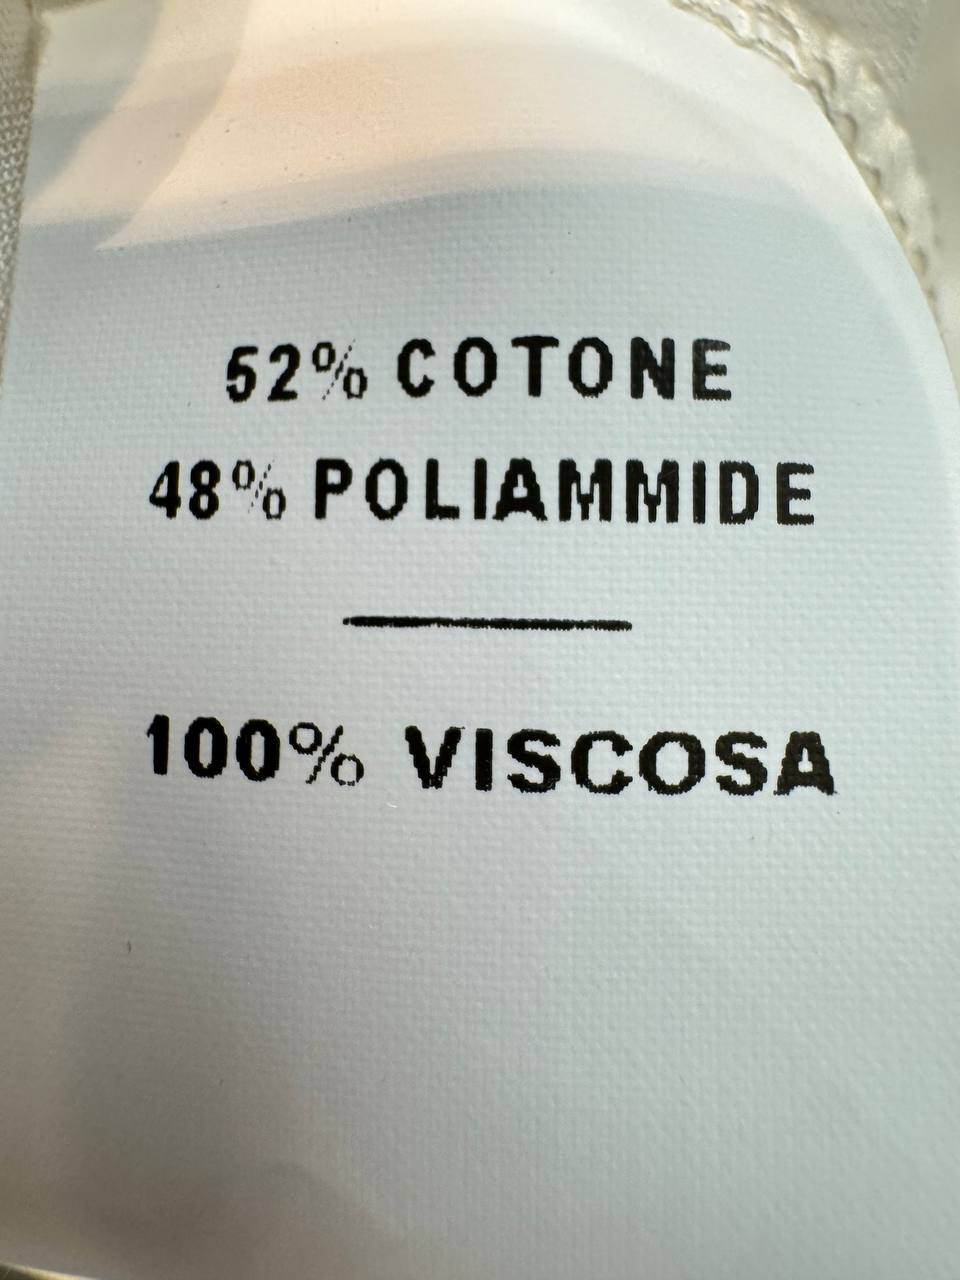 52% COTONE
48% POLIAMMIDE
100% VISCOSA